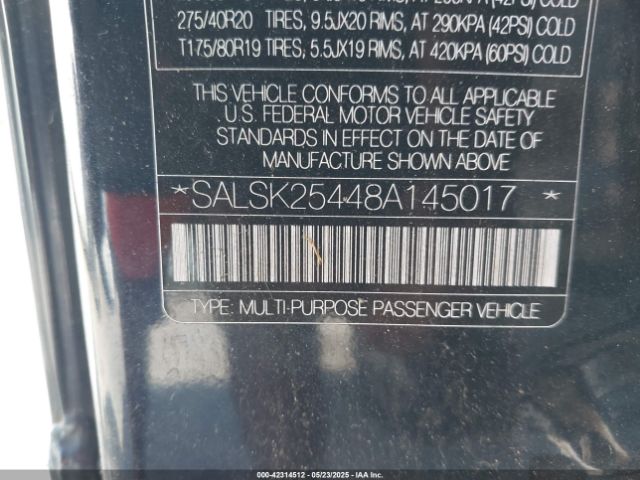 275/40R20 TIRES, 9.5JX20 RIMS, AT 290KPA (42PSI) COLD
T175/80R19 TIRES, 5.5JX19 RIMS, AT 420KPA (60PSI) COLD
THIS VEHICLE CONFORMS TO ALL APPLICABLE
U.S. FEDERAL MOTOR VEHICLE SAFETY
STANDARDS IN EFFECT ON THE DATE OF
MANUFACTURE SHOWN ABOVE.
*SALSK25448A145017 *
TYPE: MULTI-PURPOSE PASSENGER VEHICLE
000-42314512 - 05/23/2025 - COPYRIGHT IAA, LLC.